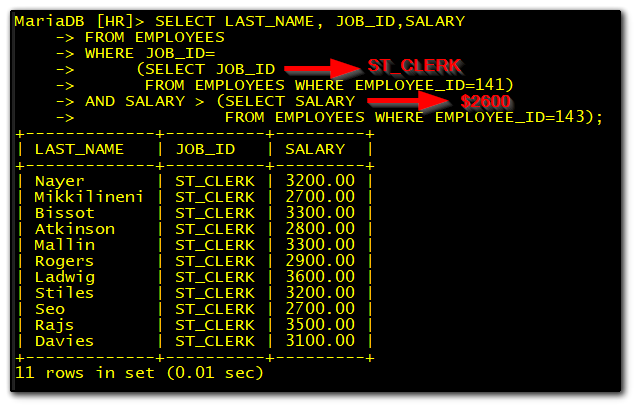 MariaDB [HR]> SELECT LAST_NAME, JOB_ID,SALARY
-> FROM EMPLOYEES
-> WHERE JOB_ID=
-> (SELECT JOB_ID ST_CLERK
-> FROM EMPLOYEES WHERE EMPLOYEE_ID=141)
-> AND SALARY > (SELECT SALARY $2600
-> FROM EMPLOYEES WHERE EMPLOYEE_ID=143);
+--------------+-----------+---------+
| LAST_NAME | JOB_ID | SALARY |
+--------------+-----------+---------+
| Nayer | ST_CLERK | 3200.00 |
| Mikkilineni | ST_CLERK | 2700.00 |
| Bissot | ST_CLERK | 3300.00 |
| Atkinson | ST_CLERK | 2800.00 |
| Mallin | ST_CLERK | 3300.00 |
| Rogers | ST_CLERK | 2900.00 |
| Ladwig | ST_CLERK | 3600.00 |
| Stiles | ST_CLERK | 3200.00 |
| Seo | ST_CLERK | 2700.00 |
| Rajs | ST_CLERK | 3500.00 |
| Davies | ST_CLERK | 3100.00 |
+--------------+-----------+---------+
11 rows in set (0.01 sec)